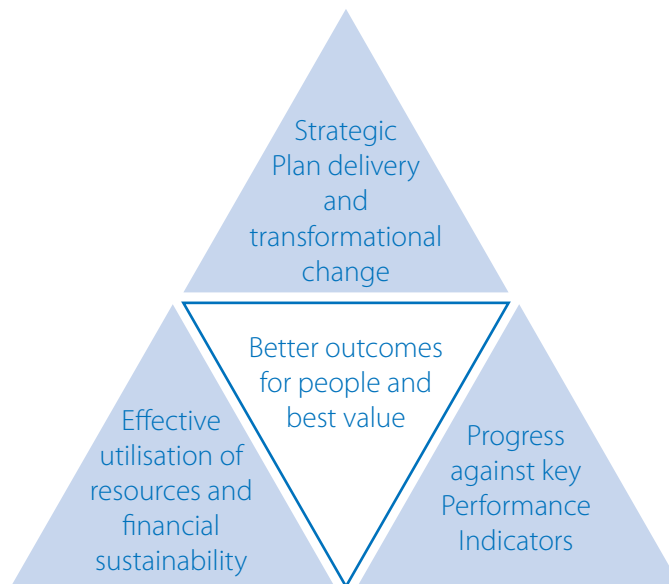 Strategic
Plan delivery
and
transformational
change
Better outcomes
for people and
best value
Effective
utilisation of
resources and
financial
sustainability
Progress
against key
Performance
Indicators